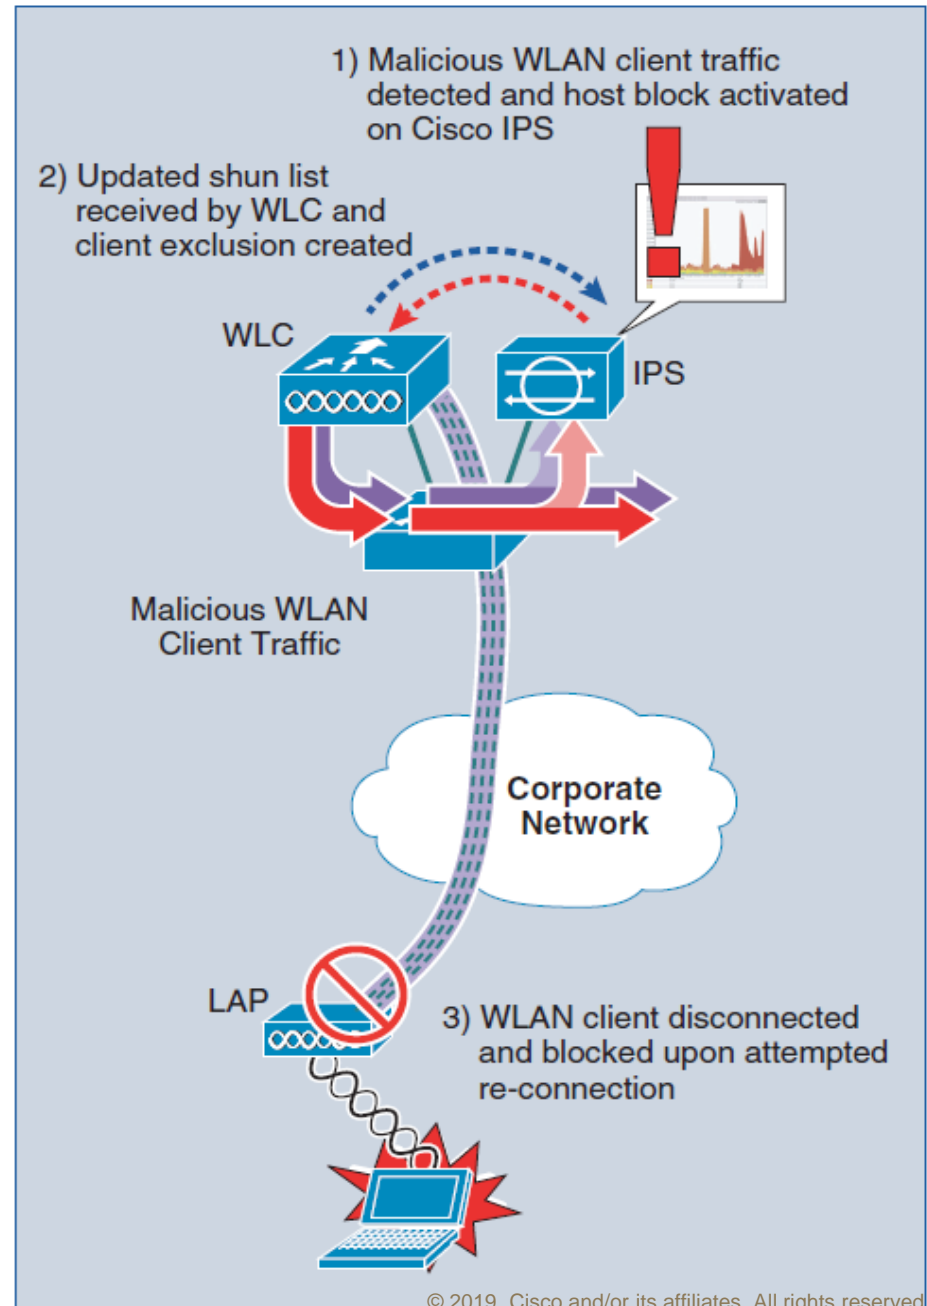 1) Malicious WLAN client traffic
detected and host block activated
on Cisco IPS
2) Updated shun list
received by WLC and
client exclusion created
WLC
IPS
Malicious WLAN
Client Traffic
Corporate
Network
LAP
3) WLAN client disconnected
and blocked upon attempted
re-connection
© 2019 Cisco and/or its affiliates. All rights reserved